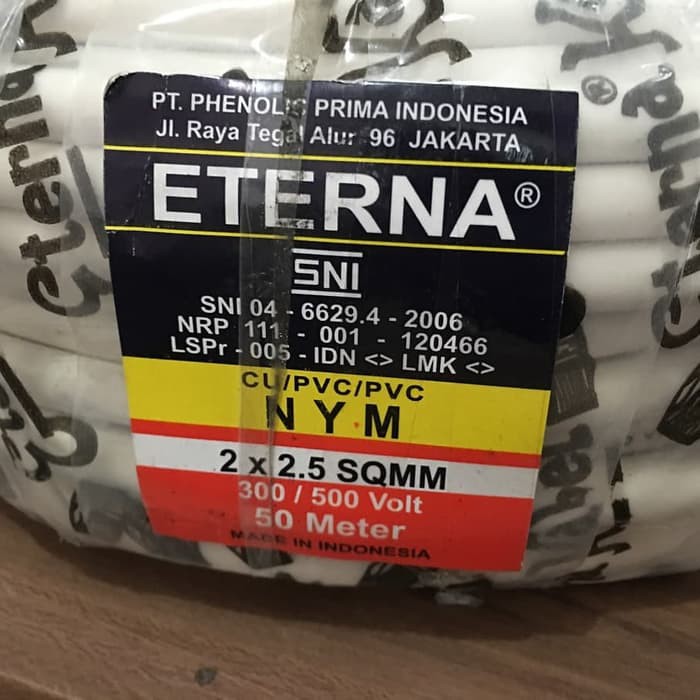 PT. PHENOLIC PRIMA INDONESIA
Jl. Raya Tegal Alur 96 JAKARTA
ETERNA®
SNI
SNI 04 - 6629.4 - 2006
NRP 111 - 001 - 120466
LSPr - 005 - IDN <> LMK <>
CU/PVC/PVC
NYM
2 x 2.5 SQMM
300 / 500 Volt
50 Meter
MADE IN INDONESIA
eterna
eterna